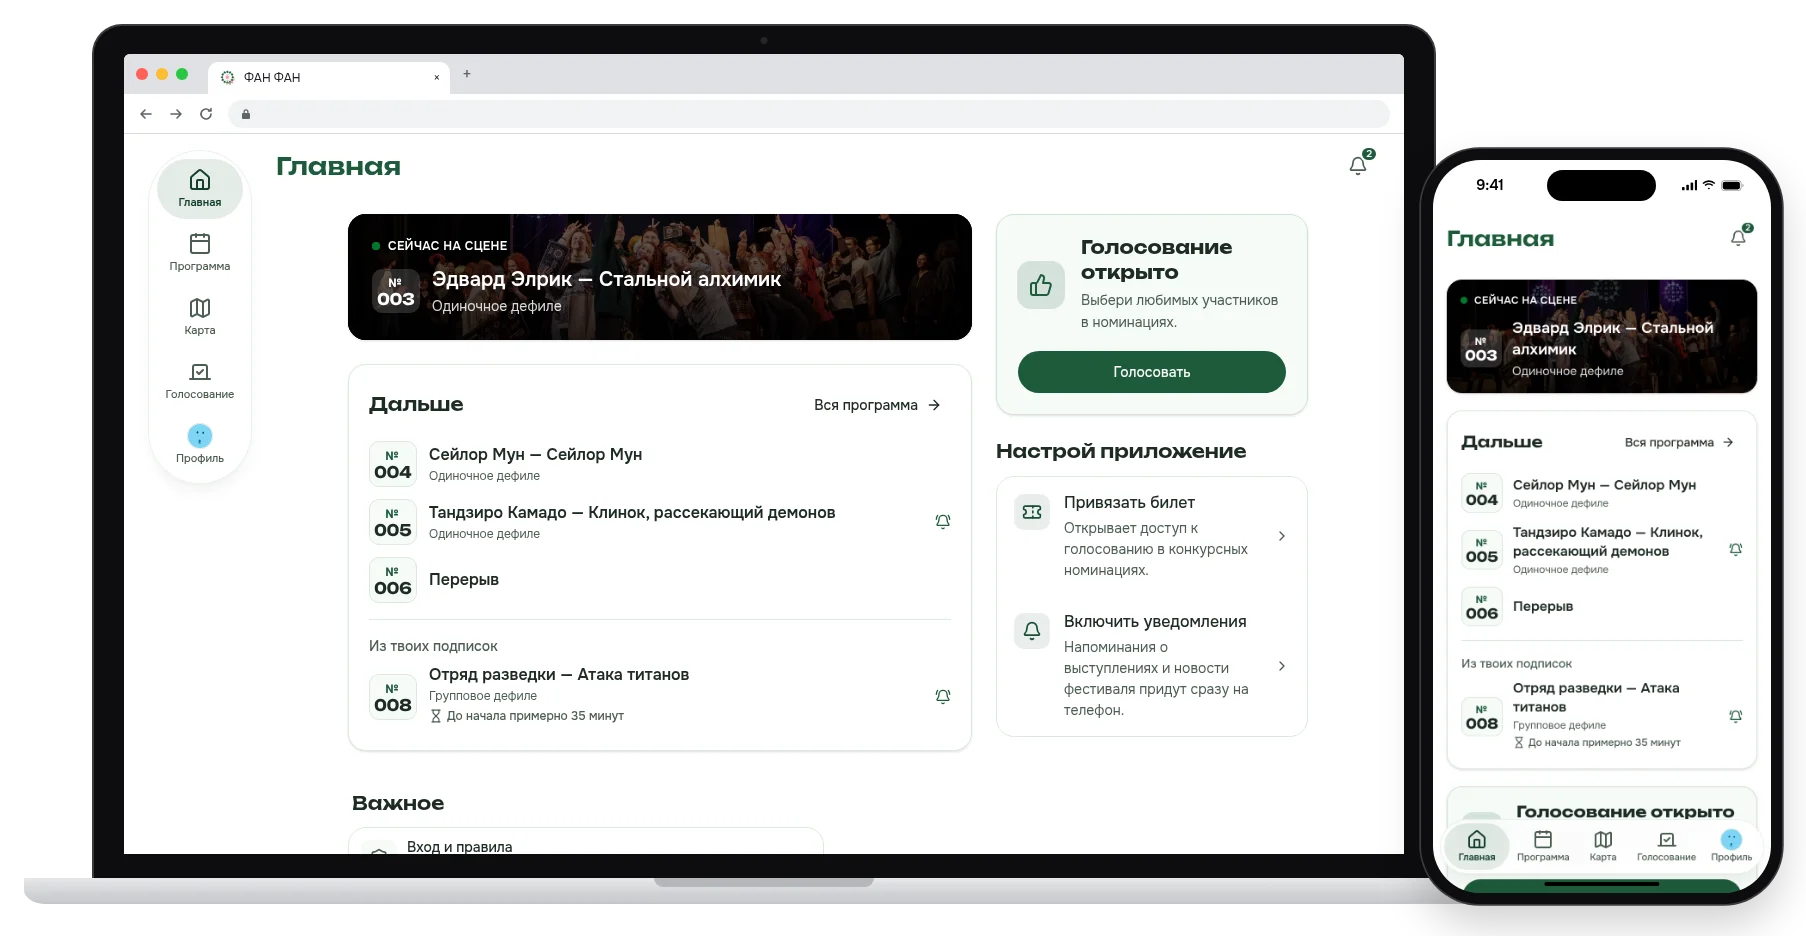 ФАН ФАН
Главная
2
Главная
Программа
Карта
Голосование
Профиль
СЕЙЧАС НА СЦЕНЕ
№ 003
Эдвард Элрик — Стальной алхимик
Одиночное дефиле
Дальше
Вся программа
№ 004
Сейлор Мун — Сейлор Мун
Одиночное дефиле
№ 005
Тандзиро Камадо — Клинок, рассекающий демонов
Одиночное дефиле
№ 006
Перерыв
Из твоих подписок
№ 008
Отряд разведки — Атака титанов
Групповое дефиле
До начала примерно 35 минут
Важное
Вход и правила
Голосование
открыто
Выбери любимых участников
в номинациях.
Голосовать
Настрой приложение
Привязать билет
Открывает доступ к
голосованию в конкурсных
номинациях.
Включить уведомления
Напоминания о
выступлениях и новости
фестиваля придут сразу на
телефон.
9:41
Главная
2
СЕЙЧАС НА СЦЕНЕ
№ 003
Эдвард Элрик — Стальной
алхимик
Одиночное дефиле
Дальше
Вся программа
№ 004
Сейлор Мун — Сейлор Мун
Одиночное дефиле
№ 005
Тандзиро Камадо — Клинок,
рассекающий демонов
Одиночное дефиле
№ 006
Перерыв
Из твоих подписок
№ 008
Отряд разведки — Атака
титанов
Групповое дефиле
До начала примерно 35 минут
Голосование открыто
Главная
Программа
Карта
Голосование
Профиль